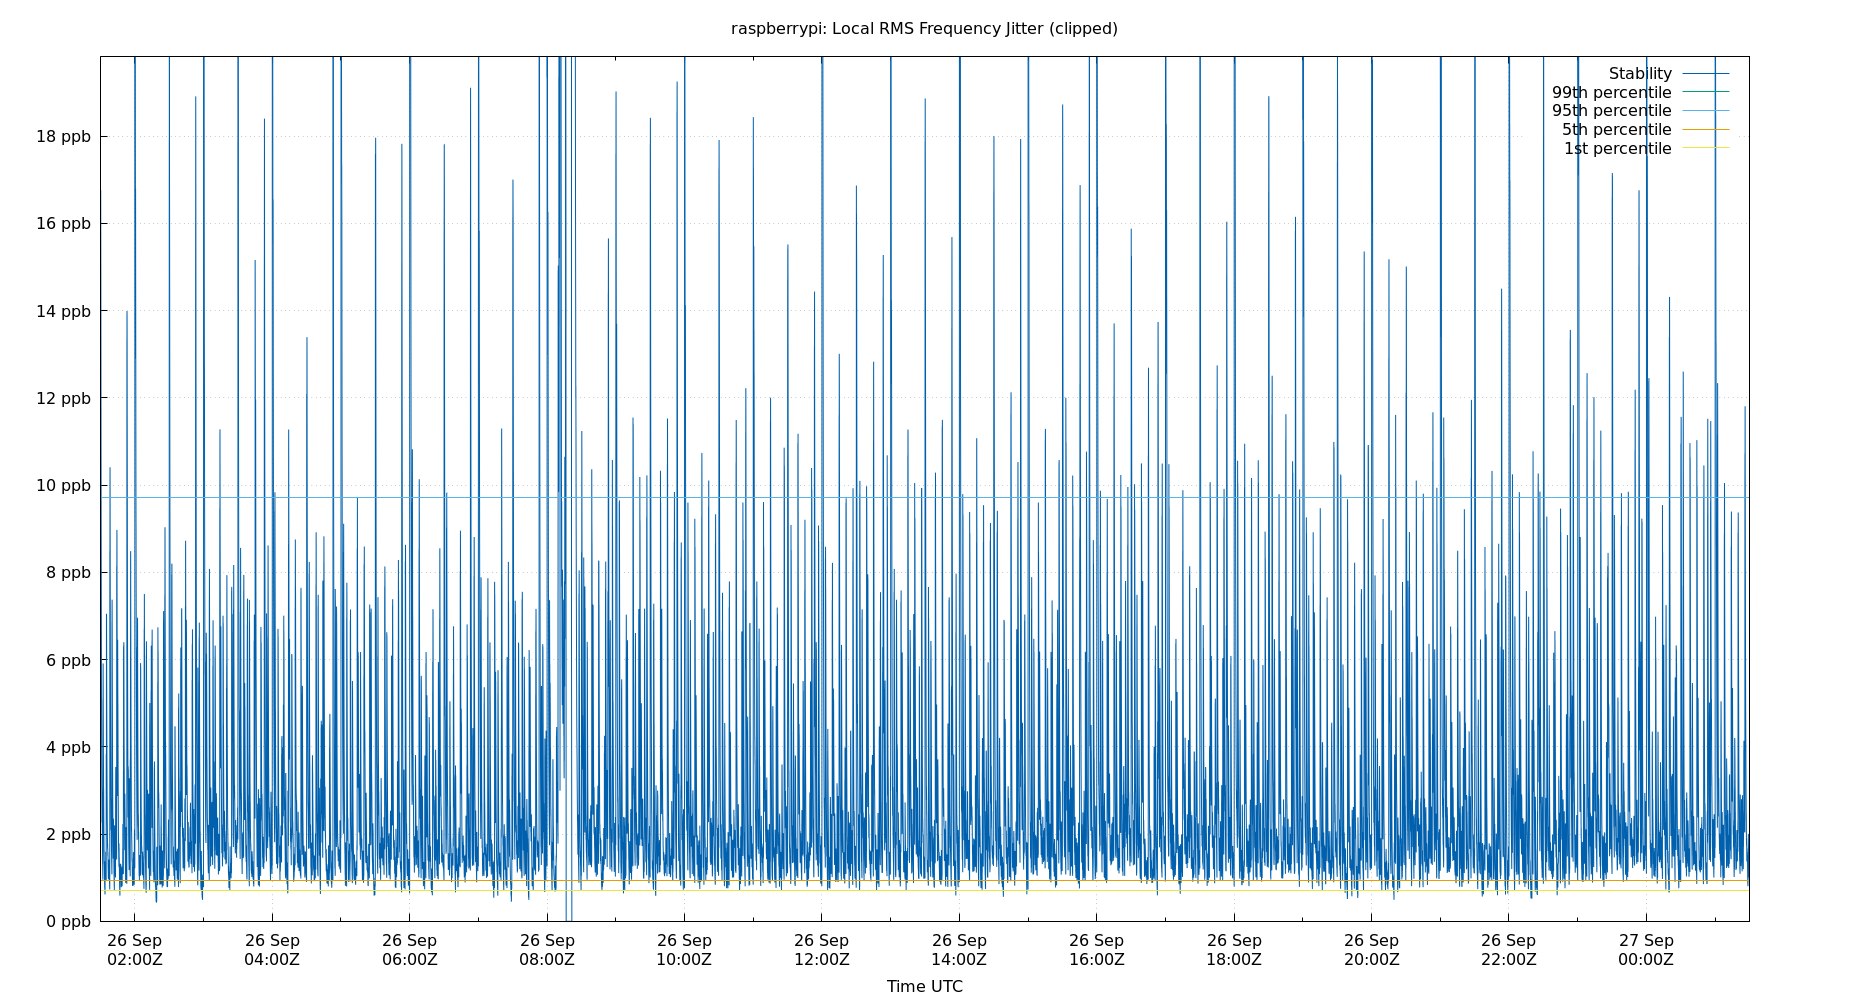 raspberrypi: Local RMS Frequency Jitter (clipped)
Stability
99th percentile
95th percentile
5th percentile
1st percentile
18 ppb
16 ppb
14 ppb
12 ppb
10 ppb
8 ppb
6 ppb
4 ppb
2 ppb
0 ppb
26 Sep 26 Sep 26 Sep 26 Sep 26 Sep 26 Sep 26 Sep 26 Sep 26 Sep 26 Sep 26 Sep 27 Sep
02:00Z 04:00Z 06:00Z 08:00Z 10:00Z 12:00Z 14:00Z 16:00Z 18:00Z 20:00Z 22:00Z 00:00Z
Time UTC